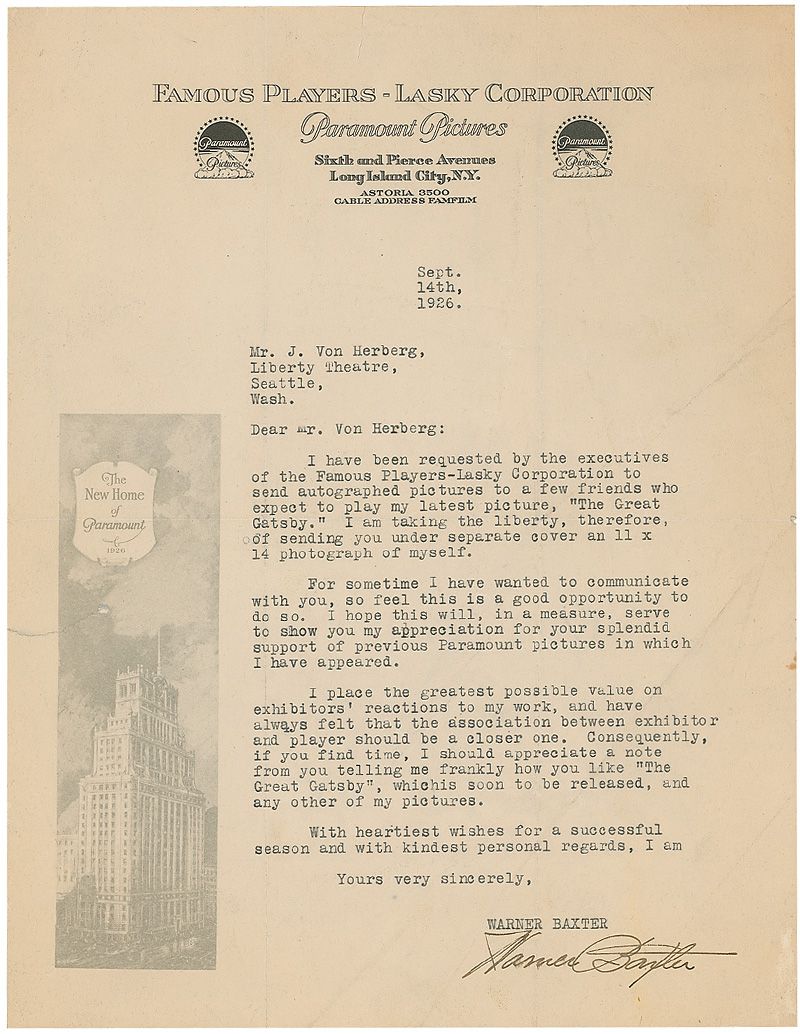 FAMOUS PLAYERS - LASKY CORPORATION
Paramount Pictures
Paramount
Pictures
Paramount
Pictures
Sixth and Pierce Avenues
Long Island City, N.Y.
ASTORIA 3500
CABLE ADDRESS FAMFILM
Sept.
14th,
1926.
Mr. J. Von Herberg,
Liberty Theatre,
Seattle,
Wash.
Dear mr. Von Herberg:
I have been requested by the executives
of the Famous Players-Lasky Corporation to
send autographed pictures to a few friends who
expect to play my latest picture, "The Great
Gatsby." I am taking the liberty, therefore,
of sending you under separate cover an 11 x
14 photograph of myself.
For sometime I have wanted to communicate
with you, so feel this is a good opportunity to
do so. I hope this will, in a measure, serve
to show you my appreciation for your splendid
support of previous Paramount pictures in which
I have appeared.
I place the greatest possible value on
exhibitors' reactions to my work, and have
always felt that the association between exhibitor
and player should be a closer one. Consequently,
if you find time, I should appreciate a note
from you telling me frankly how you like "The
Great Gatsby", whichis soon to be released, and
any other of my pictures.
With heartiest wishes for a successful
season and with kindest personal regards, I am
Yours very sincerely,
WARNER BAXTER
Warner Baxter
The
New Home
of
Paramount
1926